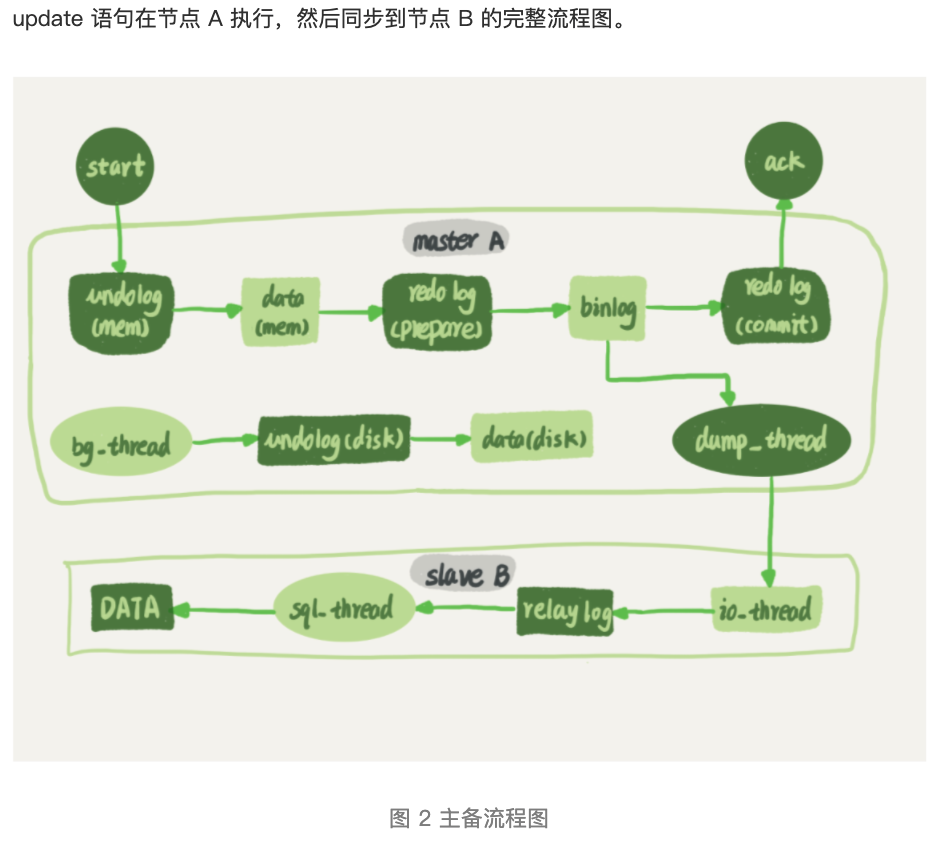 update 语句在节点 A 执行，然后同步到节点 B 的完整流程图。
start
ack
master A
undolog
(mem)
data
(mem)
redo log
(prepare)
binlog
redo log
(commit)
bg_thread
undolog(disk)
data(disk)
dump_thread
slave B
DATA
sql_thread
relay log
io_thread
图 2 主备流程图